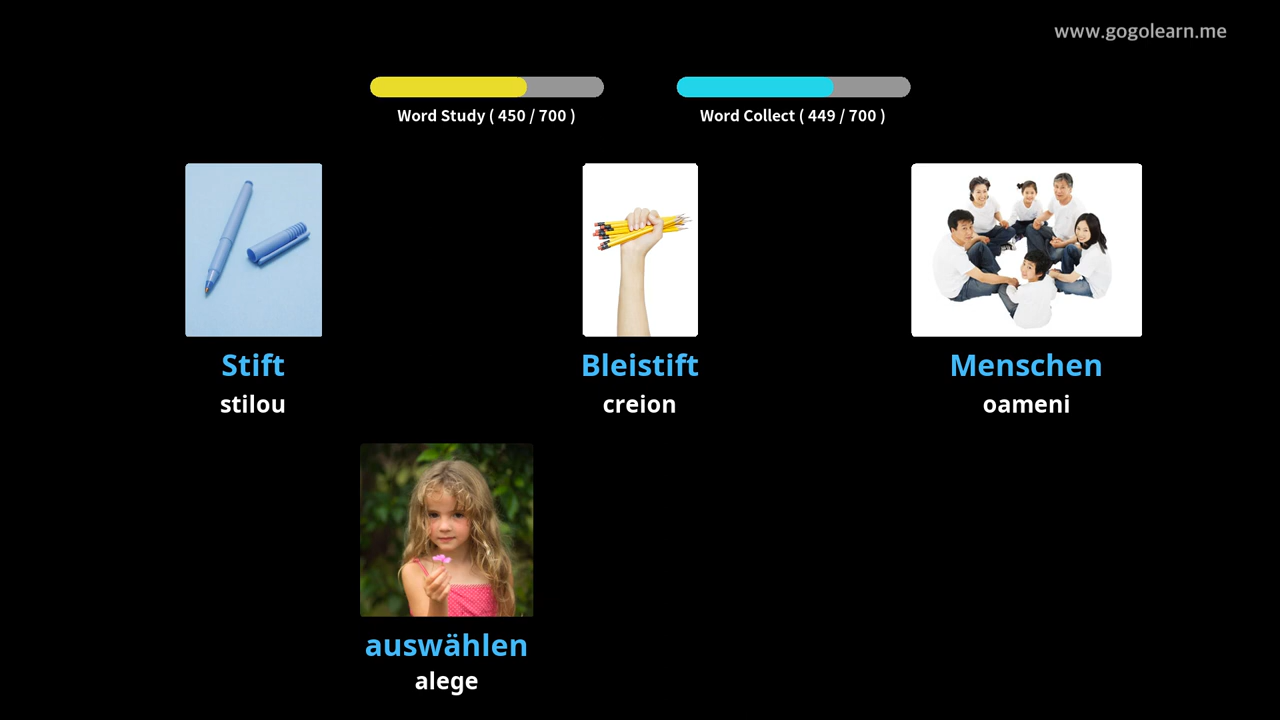 www.gogolearn.me
Word Study ( 450 / 700 )
Word Collect ( 449 / 700 )
Stift
Bleistift
Menschen
stilou
creion
oameni
auswählen
alege